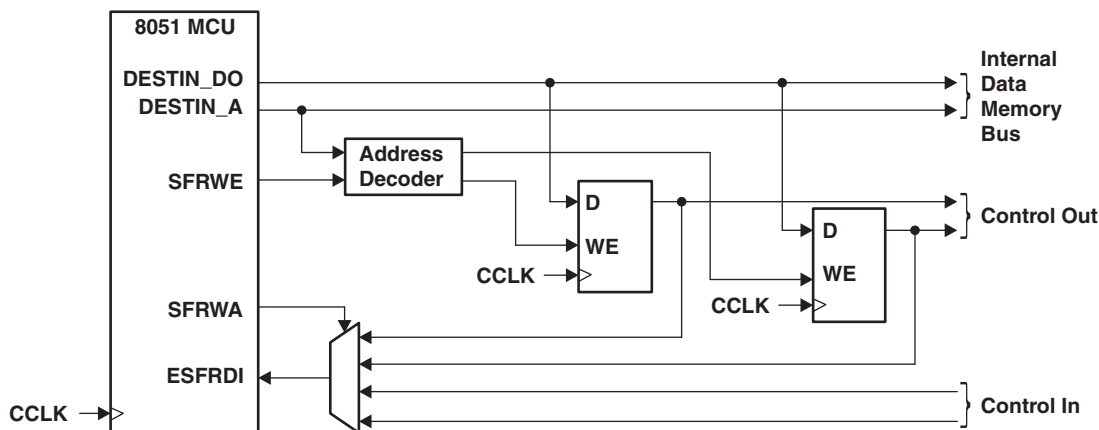 8051 MCU
DESTIN_DO
DESTIN_A
SFRWE
SFRWA
ESFRDI
CCLK
Address
Decoder
D
WE
CCLK
D
WE
CCLK
Internal
Data
Memory
Bus
Control Out
Control In